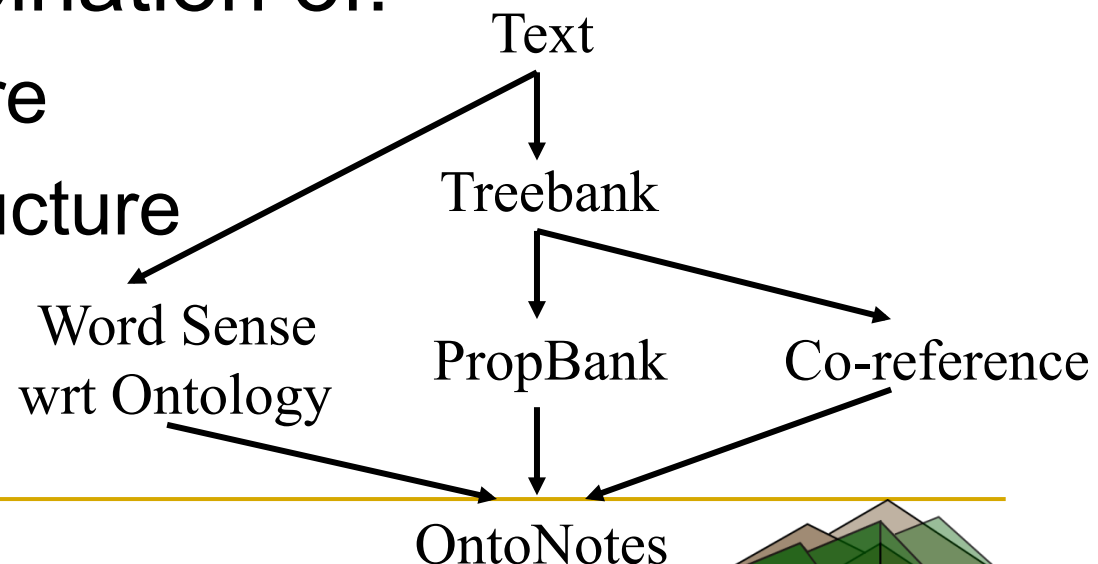 Text
Treebank
Word Sense
wrt Ontology
PropBank
Co-reference
OntoNotes